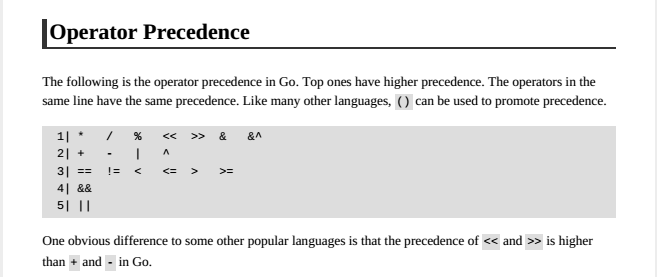 Operator Precedence
The following is the operator precedence in Go. Top ones have higher precedence. The operators in the
same line have the same precedence. Like many other languages, () can be used to promote precedence.
1| *   /   %   <<  >>  &   &^
2| +   -   |   ^
3| ==  !=  <   <=  >   >=
4| &&
5| ||
One obvious difference to some other popular languages is that the precedence of << and >> is higher
than + and - in Go.